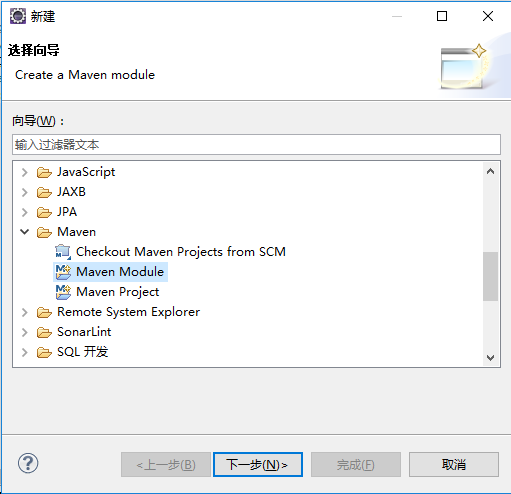 新建
选择向导
Create a Maven module
向导(W)：
输入过滤器文本
JavaScript
JAXB
JPA
Maven
Checkout Maven Projects from SCM
Maven Module
Maven Project
Remote System Explorer
SonarLint
SQL 开发
<上一步(B) 下一步(N)> 完成(F) 取消